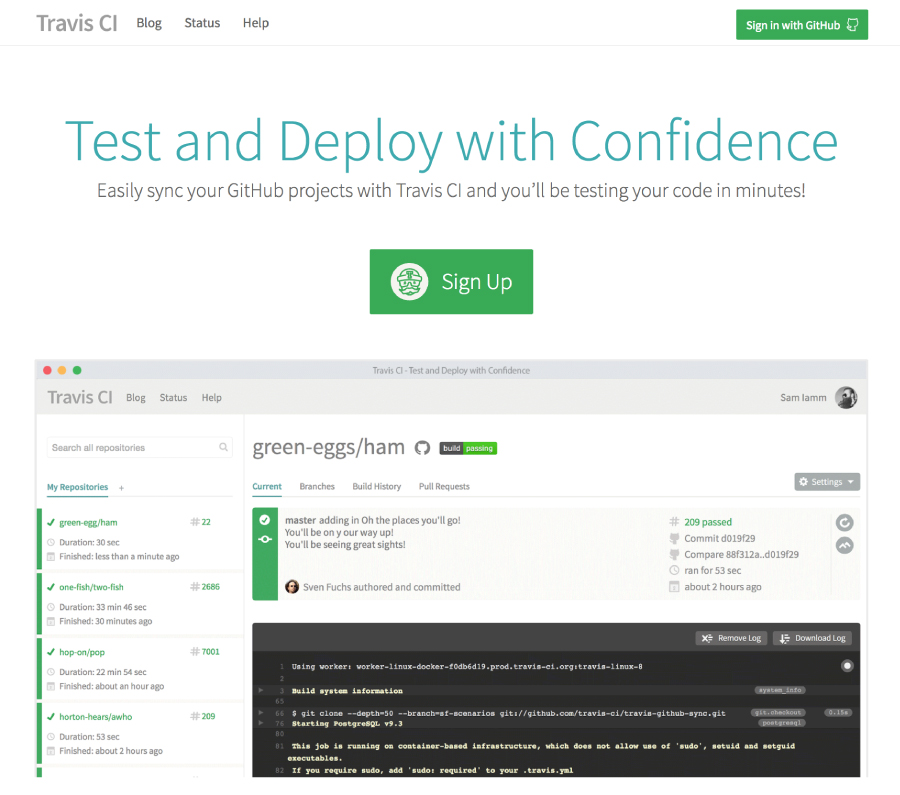 Travis CI Blog Status Help Sign in with GitHub
Test and Deploy with Confidence
Easily sync your GitHub projects with Travis CI and you'll be testing your code in minutes!
Sign Up
Travis CI - Test and Deploy with Confidence
Travis CI Blog Status Help Sam Iamm
Search all repositories
My Repositories +
green-egg/ham # 22
Duration: 30 sec
Finished: less than a minute ago
one-fish/two-fish # 2686
Duration: 33 min 46 sec
Finished: 30 minutes ago
hop-on/pop # 7001
Duration: 22 min 54 sec
Finished: about an hour ago
horton-hears/awho # 209
Duration: 53 sec
Finished: about 2 hours ago
green-eggs/ham build passing
Current Branches Build History Pull Requests Settings
master adding in Oh the places you'll go!
You'll be on y our way up!
You'll be seeing great sights!
Sven Fuchs authored and committed
# 209 passed
Commit d019f29
Compare 88f312a..d019f29
ran for 53 sec
about 2 hours ago
Remove Log Download Log
1 Using worker: worker-linux-docker-f0db6d19.prod.travis-ci.org:travis-linux-8
2
3 Build system information system_info
65
66 $ git clone --depth=50 --branch=sf-scenarios git://github.com/travis-ci/travis-github-sync.git git.checkout 0.15s
76 Starting PostgreSQL v9.3 postgresql
80
81 This job is running on container-based infrastructure, which does not allow use of 'sudo', setuid and setguid
executables.
82 If you require sudo, add 'sudo: required' to your .travis.yml